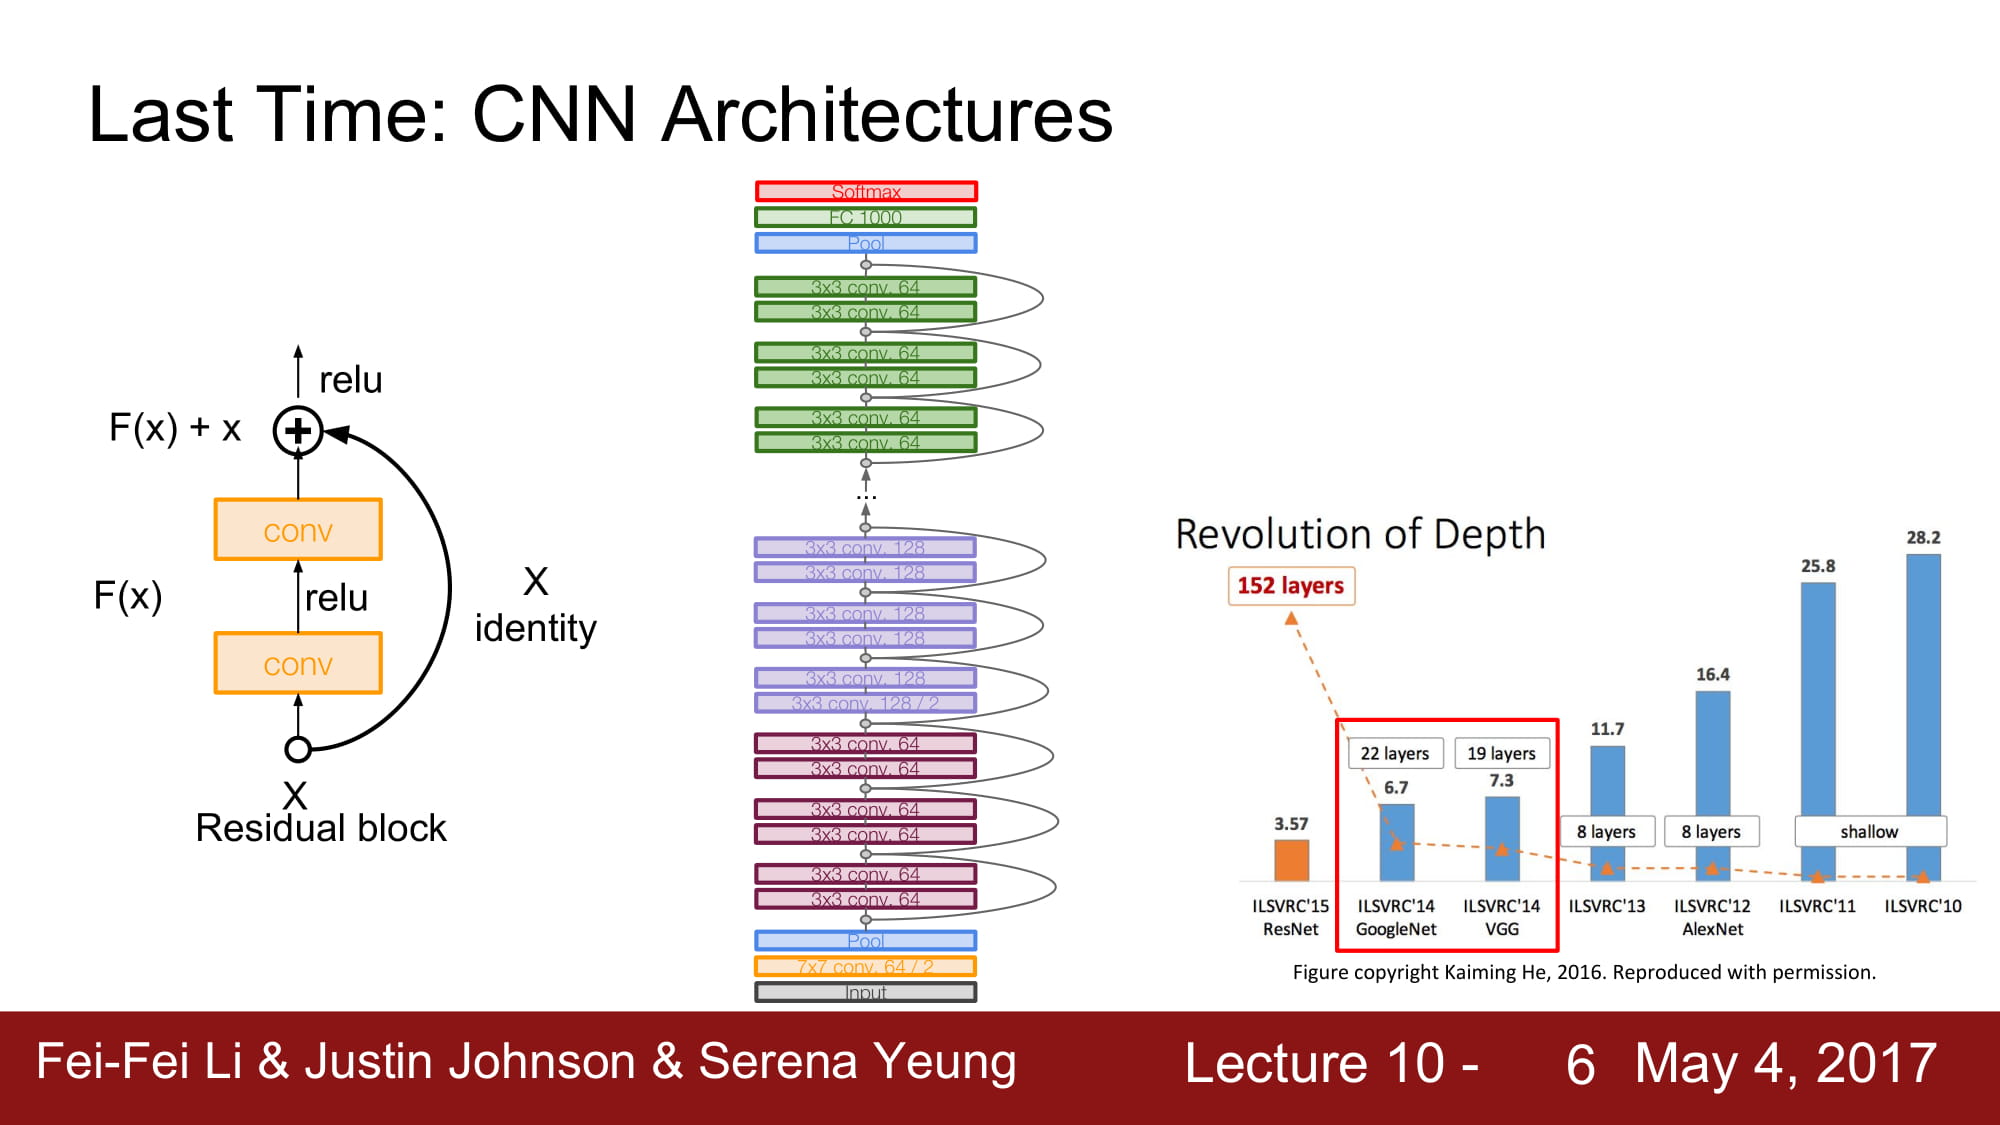 Last Time: CNN Architectures
relu
F(x) + x
conv
F(x)
relu
X
identity
conv
X
Residual block
Softmax
FC 1000
Pool
3x3 conv, 64
3x3 conv, 64
3x3 conv, 64
3x3 conv, 64
3x3 conv, 64
3x3 conv, 64
...
3x3 conv, 128
3x3 conv, 128
3x3 conv, 128
3x3 conv, 128
3x3 conv, 128
3x3 conv, 128 / 2
3x3 conv, 64
3x3 conv, 64
3x3 conv, 64
3x3 conv, 64
3x3 conv, 64
3x3 conv, 64
Pool
7x7 conv, 64 / 2
Input
Revolution of Depth
28.2
25.8
152 layers
16.4
11.7
22 layers
19 layers
6.7
7.3
3.57
8 layers
8 layers
shallow
ILSVRC'15
ResNet
ILSVRC'14
GoogleNet
ILSVRC'14
VGG
ILSVRC'13
ILSVRC'12
AlexNet
ILSVRC'11
ILSVRC'10
Figure copyright Kaiming He, 2016. Reproduced with permission.
Fei-Fei Li & Justin Johnson & Serena Yeung
Lecture 10 - 6 May 4, 2017